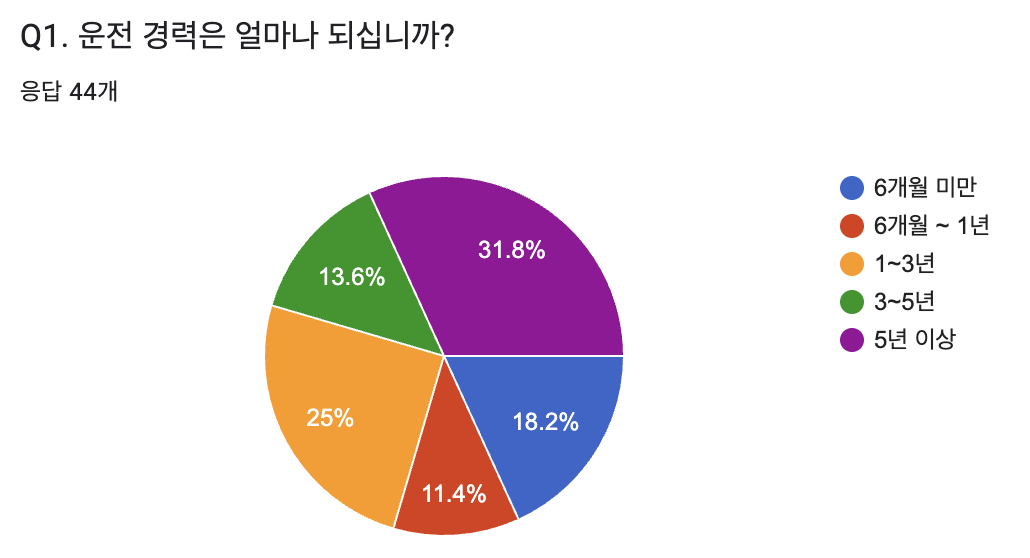 Q1. 운전 경력은 얼마나 되십니까?
응답 44개
31.8%
13.6%
25%
18.2%
11.4%
6개월 미만
6개월 ~ 1년
1~3년
3~5년
5년 이상